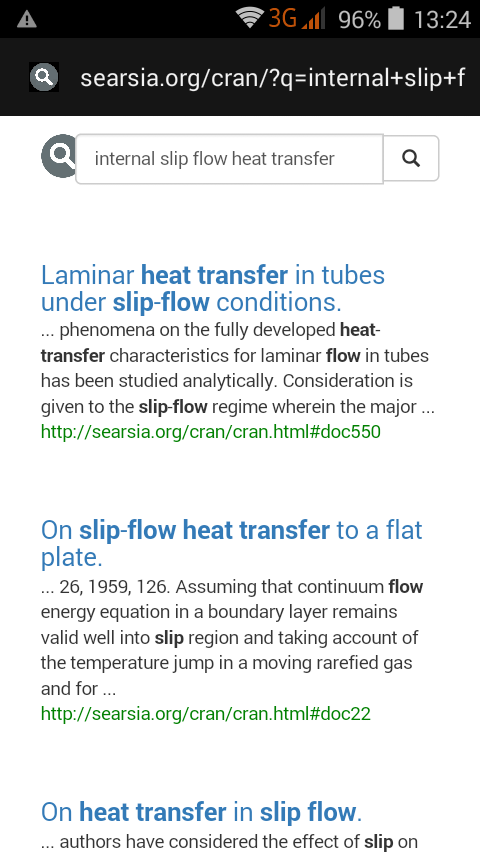 3G 96% 13:24
searsia.org/cran/?q=internal+slip+f
internal slip flow heat transfer
Laminar heat transfer in tubes
under slip-flow conditions.
... phenomena on the fully developed heat-
transfer characteristics for laminar flow in tubes
has been studied analytically. Consideration is
given to the slip-flow regime wherein the major ...
http://searsia.org/cran/cran.html#doc550
On slip-flow heat transfer to a flat
plate.
... 26, 1959, 126. Assuming that continuum flow
energy equation in a boundary layer remains
valid well into slip region and taking account of
the temperature jump in a moving rarefied gas
and for ...
http://searsia.org/cran/cran.html#doc22
On heat transfer in slip flow.
... authors have considered the effect of slip on